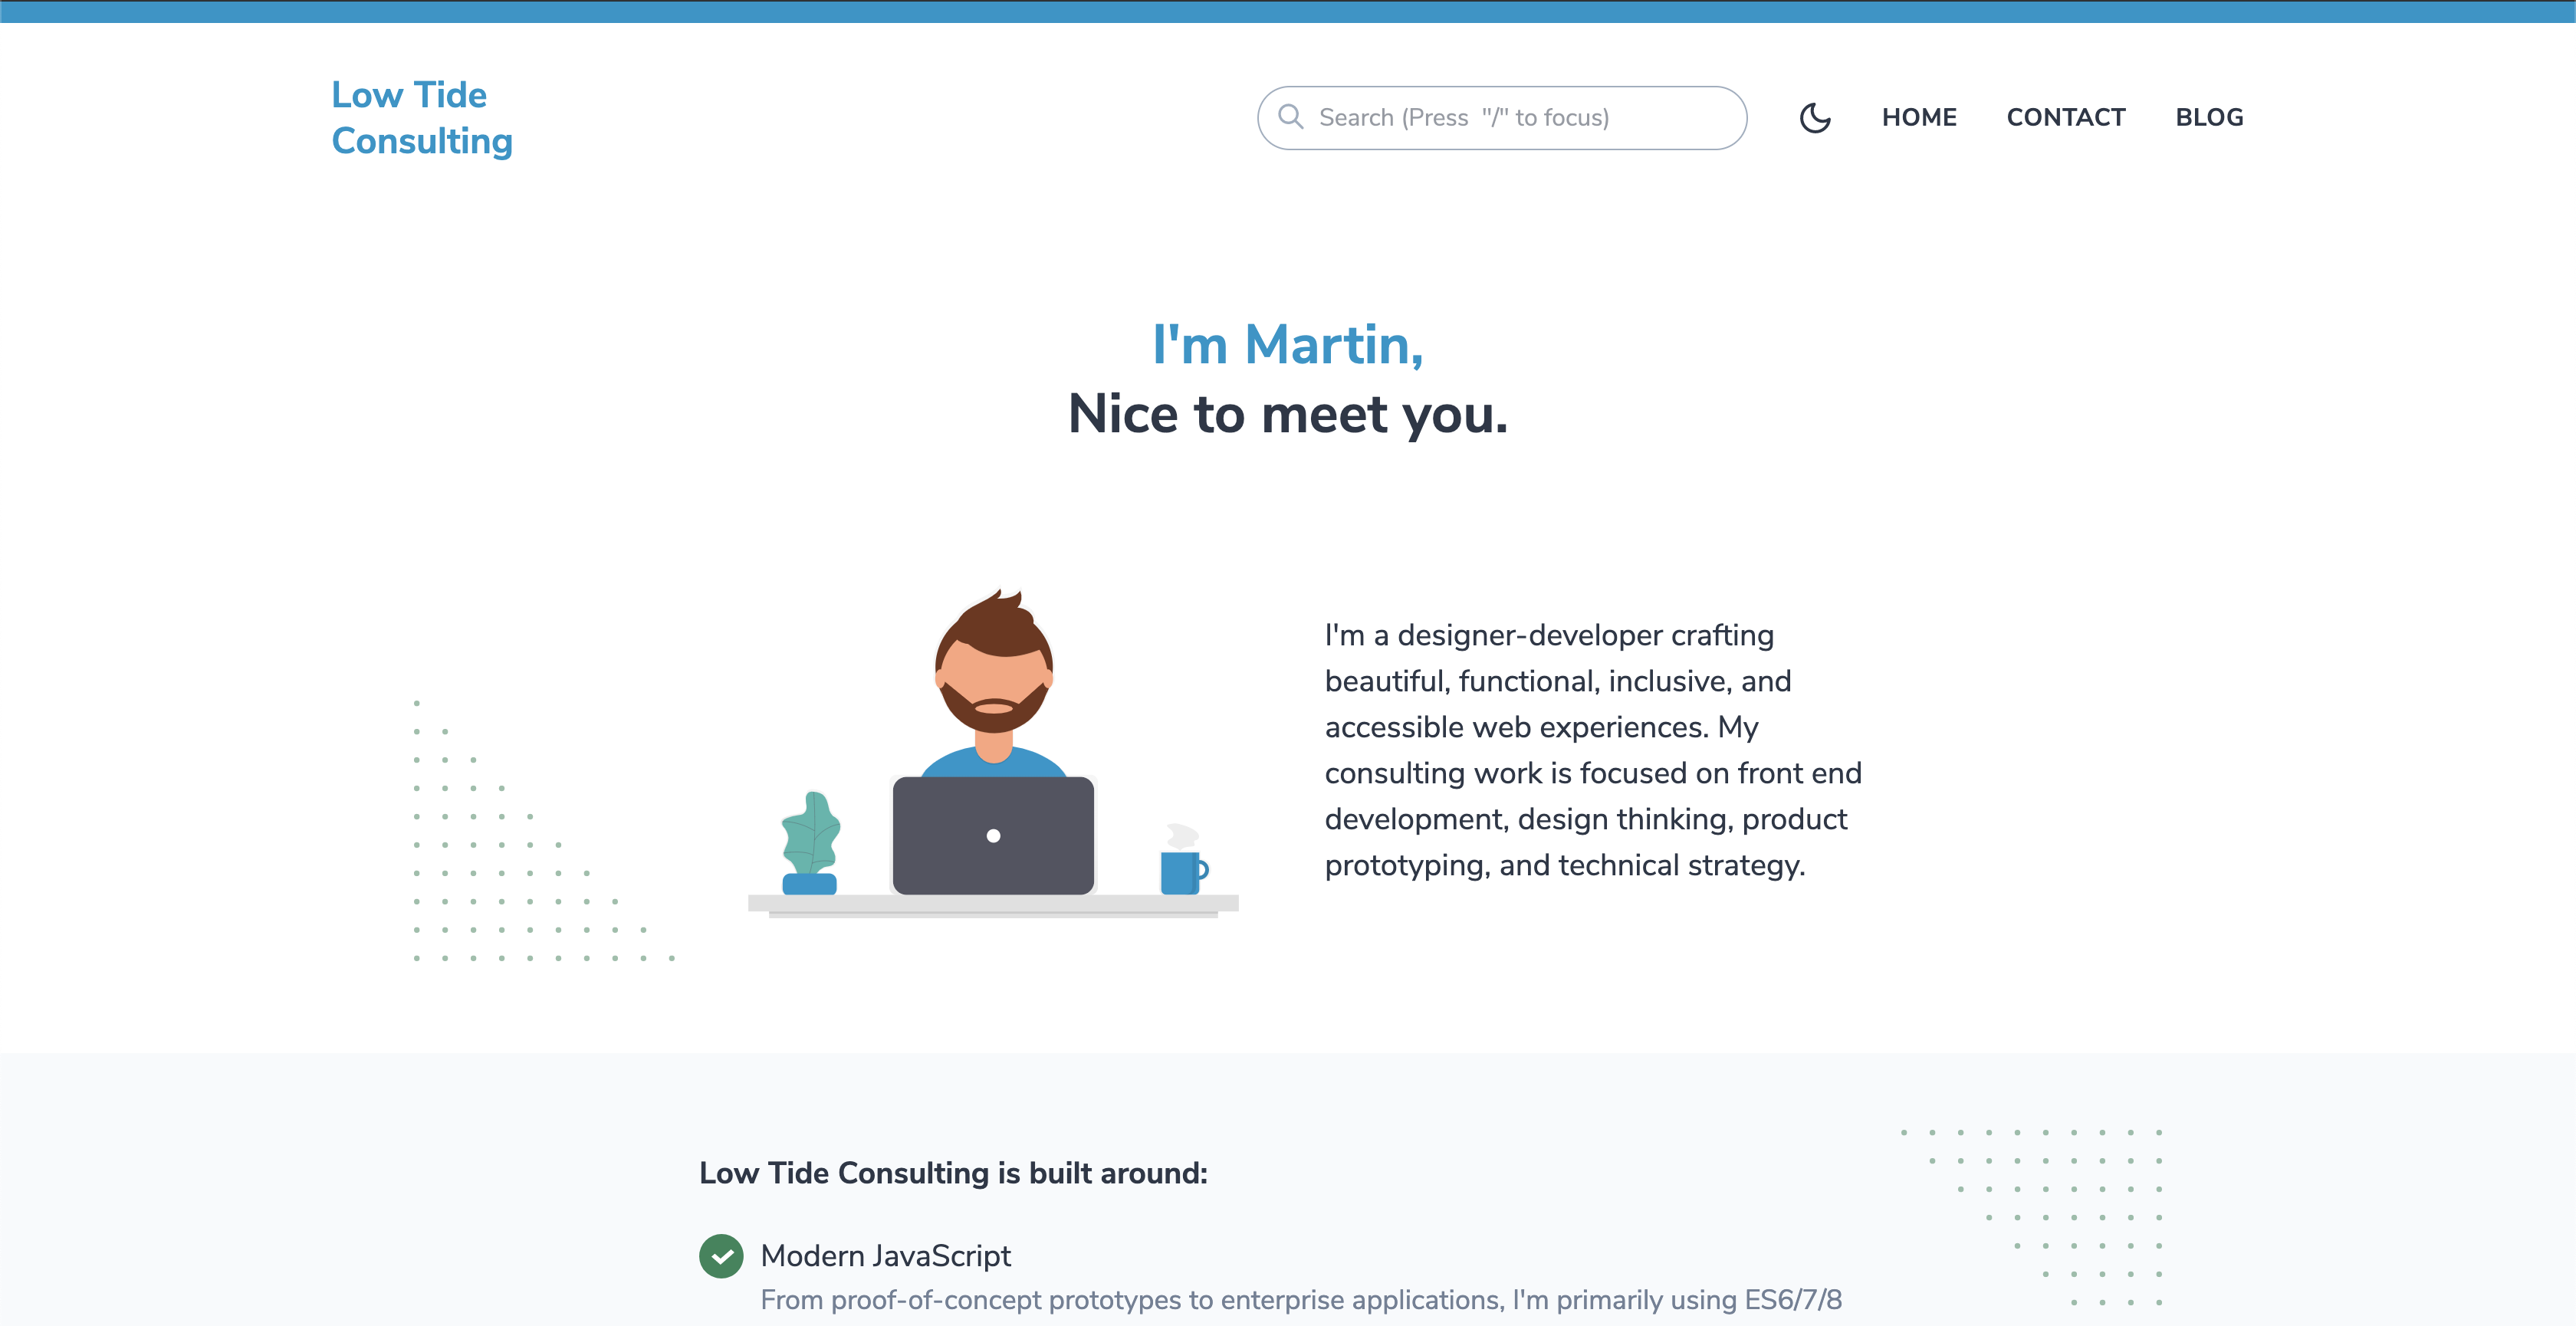 Low Tide
Consulting
Search (Press "/" to focus)
HOME
CONTACT
BLOG
I'm Martin,
Nice to meet you.
I'm a designer-developer crafting
beautiful, functional, inclusive, and
accessible web experiences. My
consulting work is focused on front end
development, design thinking, product
prototyping, and technical strategy.
Low Tide Consulting is built around:
Modern JavaScript
From proof-of-concept prototypes to enterprise applications, I'm primarily using ES6/7/8